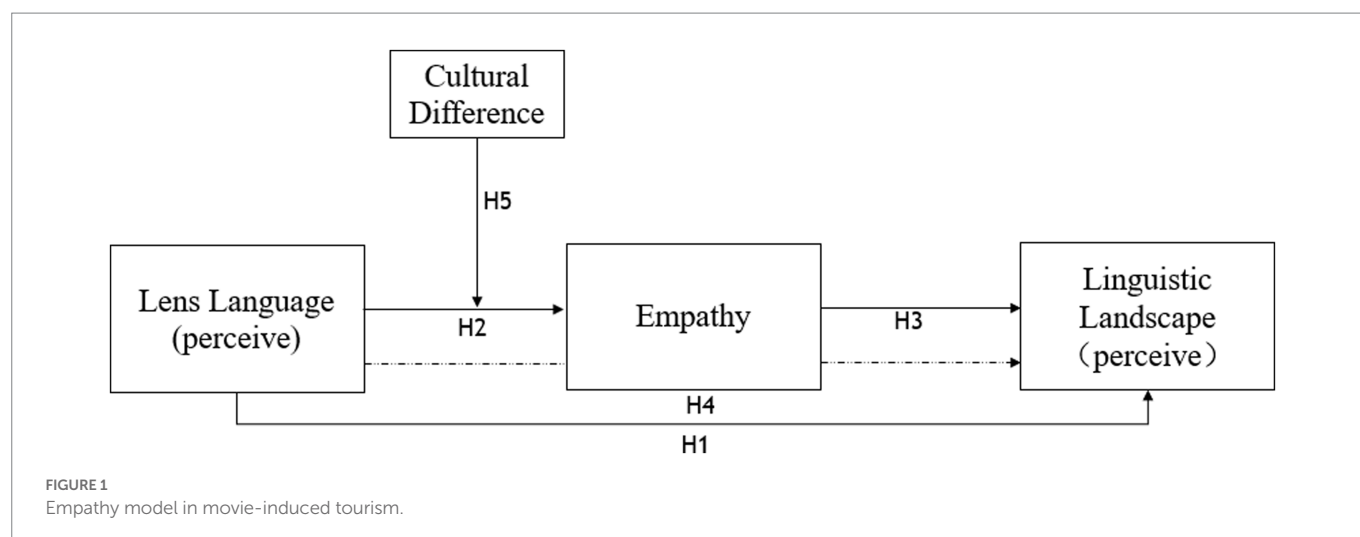 Cultural
Difference
H5
Lens Language
(perceive)
H2
Empathy
H3
Linguistic
Landscape
（perceive）
H4
H1
FIGURE 1
Empathy model in movie-induced tourism.